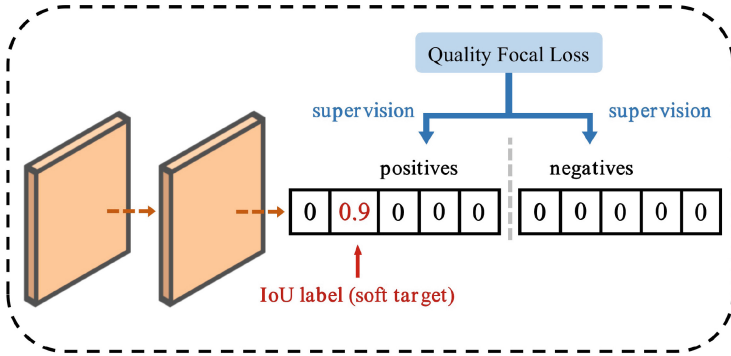 Quality Focal Loss
supervision supervision
positives negatives
0 0.9 0 0 0 0 0 0 0 0
IoU label (soft target)